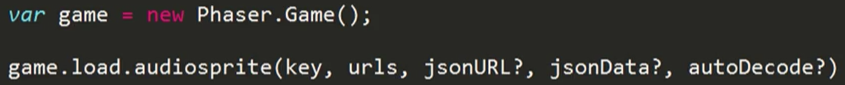 var game = new Phaser.Game();
game.load.audiosprite(key, urls, jsonURL?, jsonData?, autoDecode?)